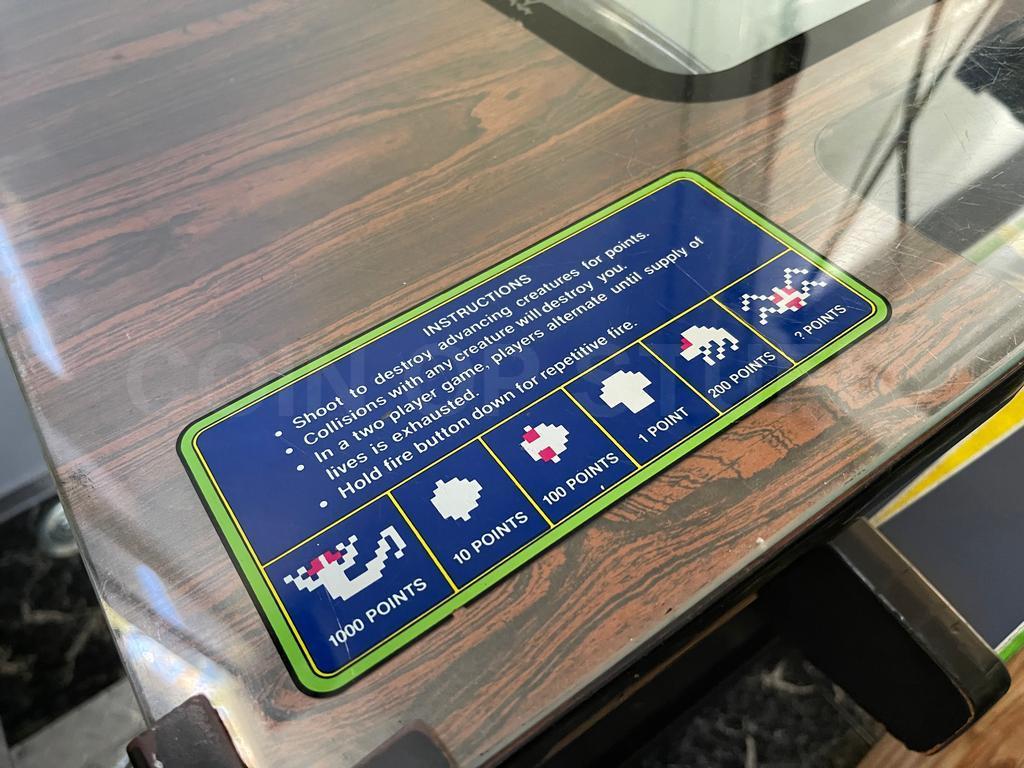 INSTRUCTIONS
• Shoot to destroy advancing creatures for points.
• Collisions with any creature will destroy you.
• In a two player game, players alternate until supply of
lives is exhausted.
• Hold fire button down for repetitive fire.
1000 POINTS
10 POINTS
100 POINTS
1 POINT
200 POINTS
? POINTS